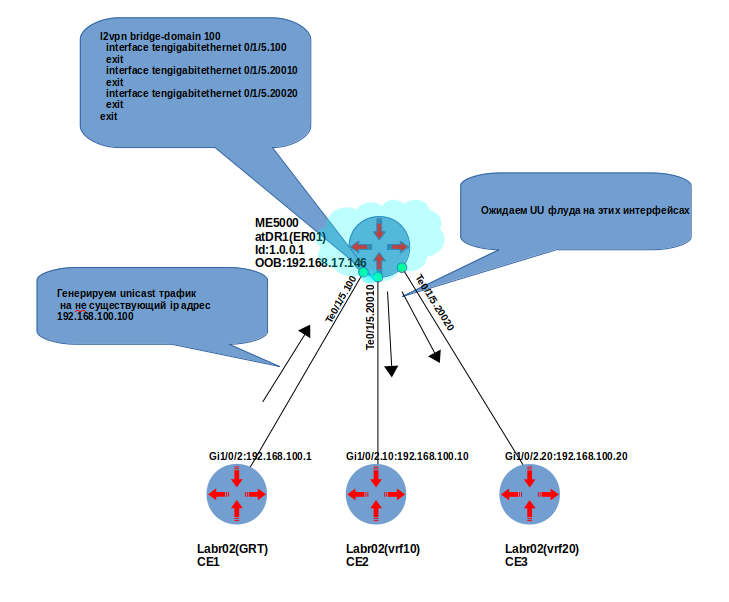 l2vpn bridge-domain 100
interface tengigabitethernet 0/1/5.100
exit
interface tengigabitethernet 0/1/5.20010
exit
interface tengigabitethernet 0/1/5.20020
exit
exit
Ожидаем UU флуда на этих интерфейсах
ME5000
atDR1(ER01)
Id:1.0.0.1
OOB:192.168.17.146
Генерируем unicast трафик
на не существующий ip адрес
192.168.100.100
Te0/1/5.100
Te0/1/5.20010
Te0/1/5.20020
Gi1/0/2:192.168.100.1
Gi1/0/2.10:192.168.100.10
Gi1/0/2.20:192.168.100.20
Labr02(GRT)
CE1
Labr02(vrf10)
CE2
Labr02(vrf20)
CE3